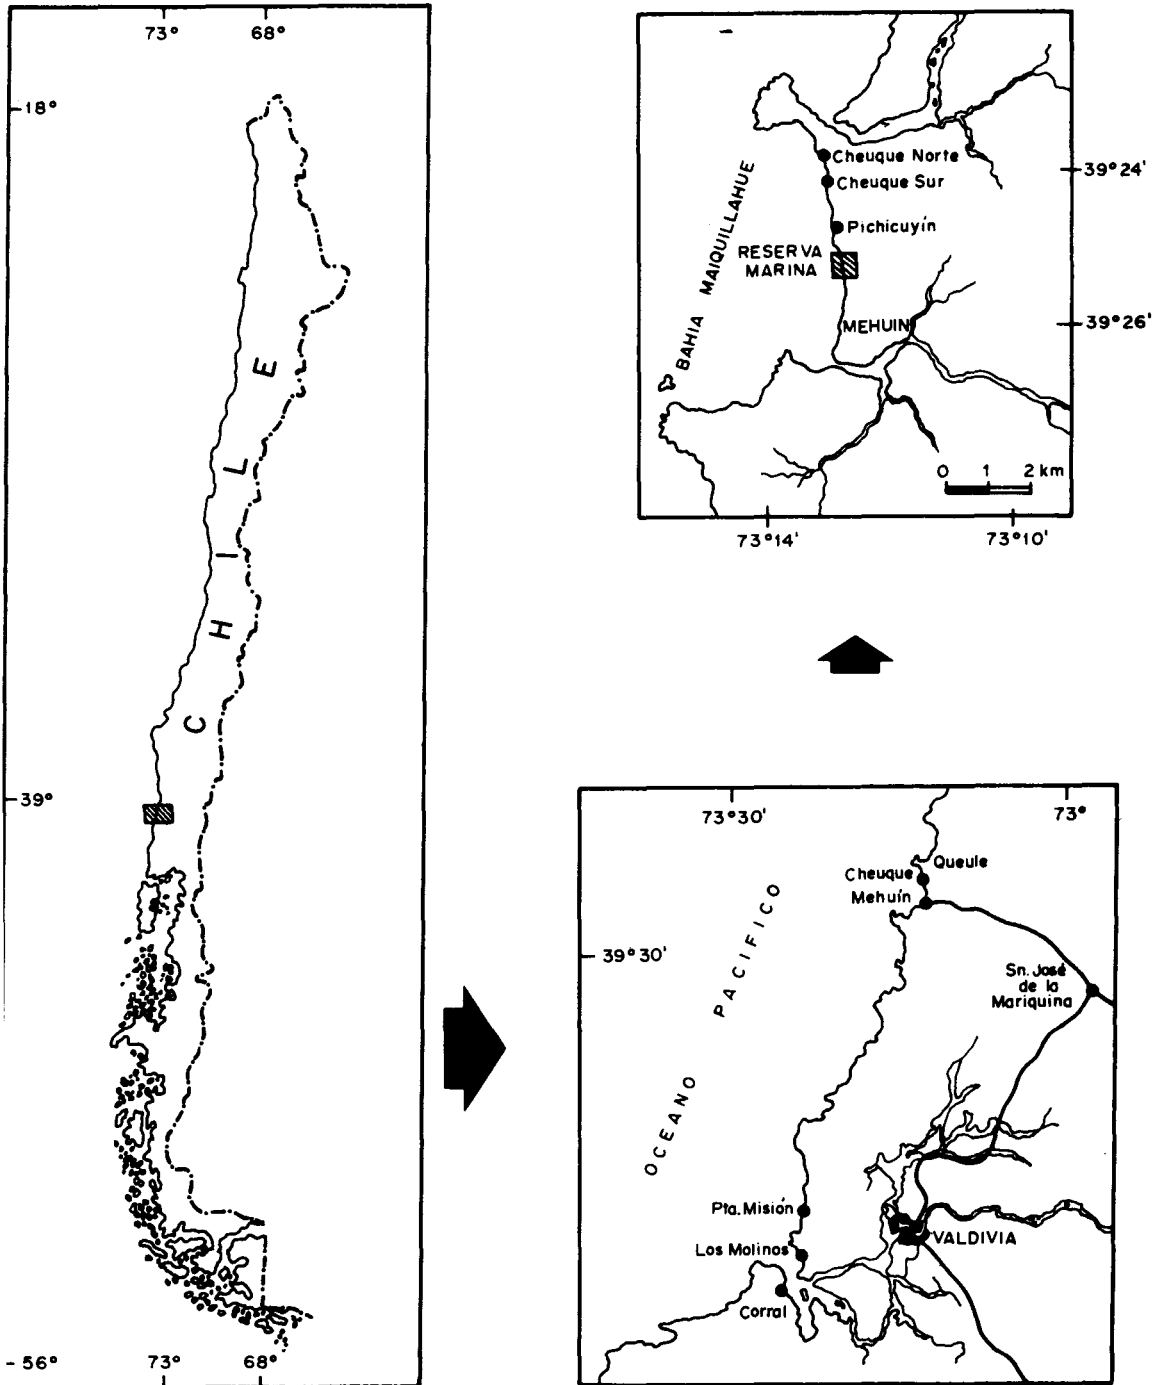 73° 68°
18°
E
L
I
H
C
39°
- 56°
73° 68°
Cheuque Norte
39°24'
Cheuque Sur
Pichicuyín
RESERVA
MARINA
BAHIA MAIQUILLAHUE
39°26'
MEHUIN
0 1 2 km
73°14' 73°10'
73°30' 73°
Queule
Cheuque
Mehuín
OCEANO PACIFICO
39°30'
Sn. José
de la
Mariquina
Pta. Misión
VALDIVIA
Los Molinos
Corral